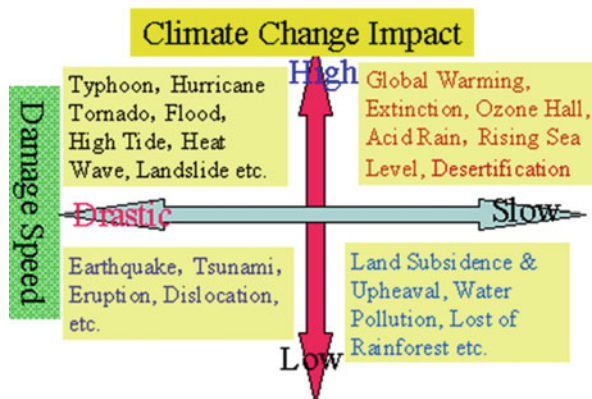 Climate Change Impact
High
Damage Speed
Typhoon, Hurricane
Tornado, Flood,
High Tide, Heat
Wave, Landslide etc.
Global Warming,
Extinction, Ozone Hall,
Acid Rain, Rising Sea
Level, Desertification
Drastic
Slow
Earthquake, Tsunami,
Eruption, Dislocation,
etc.
Land Subsidence &
Upheaval, Water
Pollution, Lost of
Rainforest etc.
Low